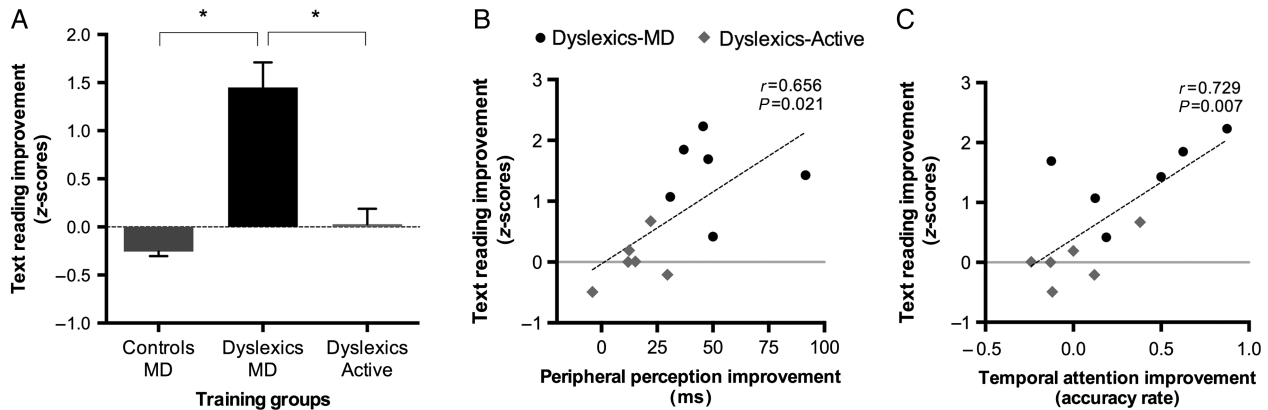 A
*
*
Text reading improvement
(z-scores)
2.0
1.5
1.0
0.5
0.0
–0.5
–1.0
Controls
MD
Dyslexics
MD
Dyslexics
Active
Training groups
B
Dyslexics-MD
Dyslexics-Active
Text reading improvement
(z-scores)
3
2
1
0
–1
r=0.656
P=0.021
0
25
50
75
100
Peripheral perception improvement
(ms)
C
Text reading improvement
(z-scores)
3
2
1
0
–1
r=0.729
P=0.007
–0.5
0.0
0.5
1.0
Temporal attention improvement
(accuracy rate)